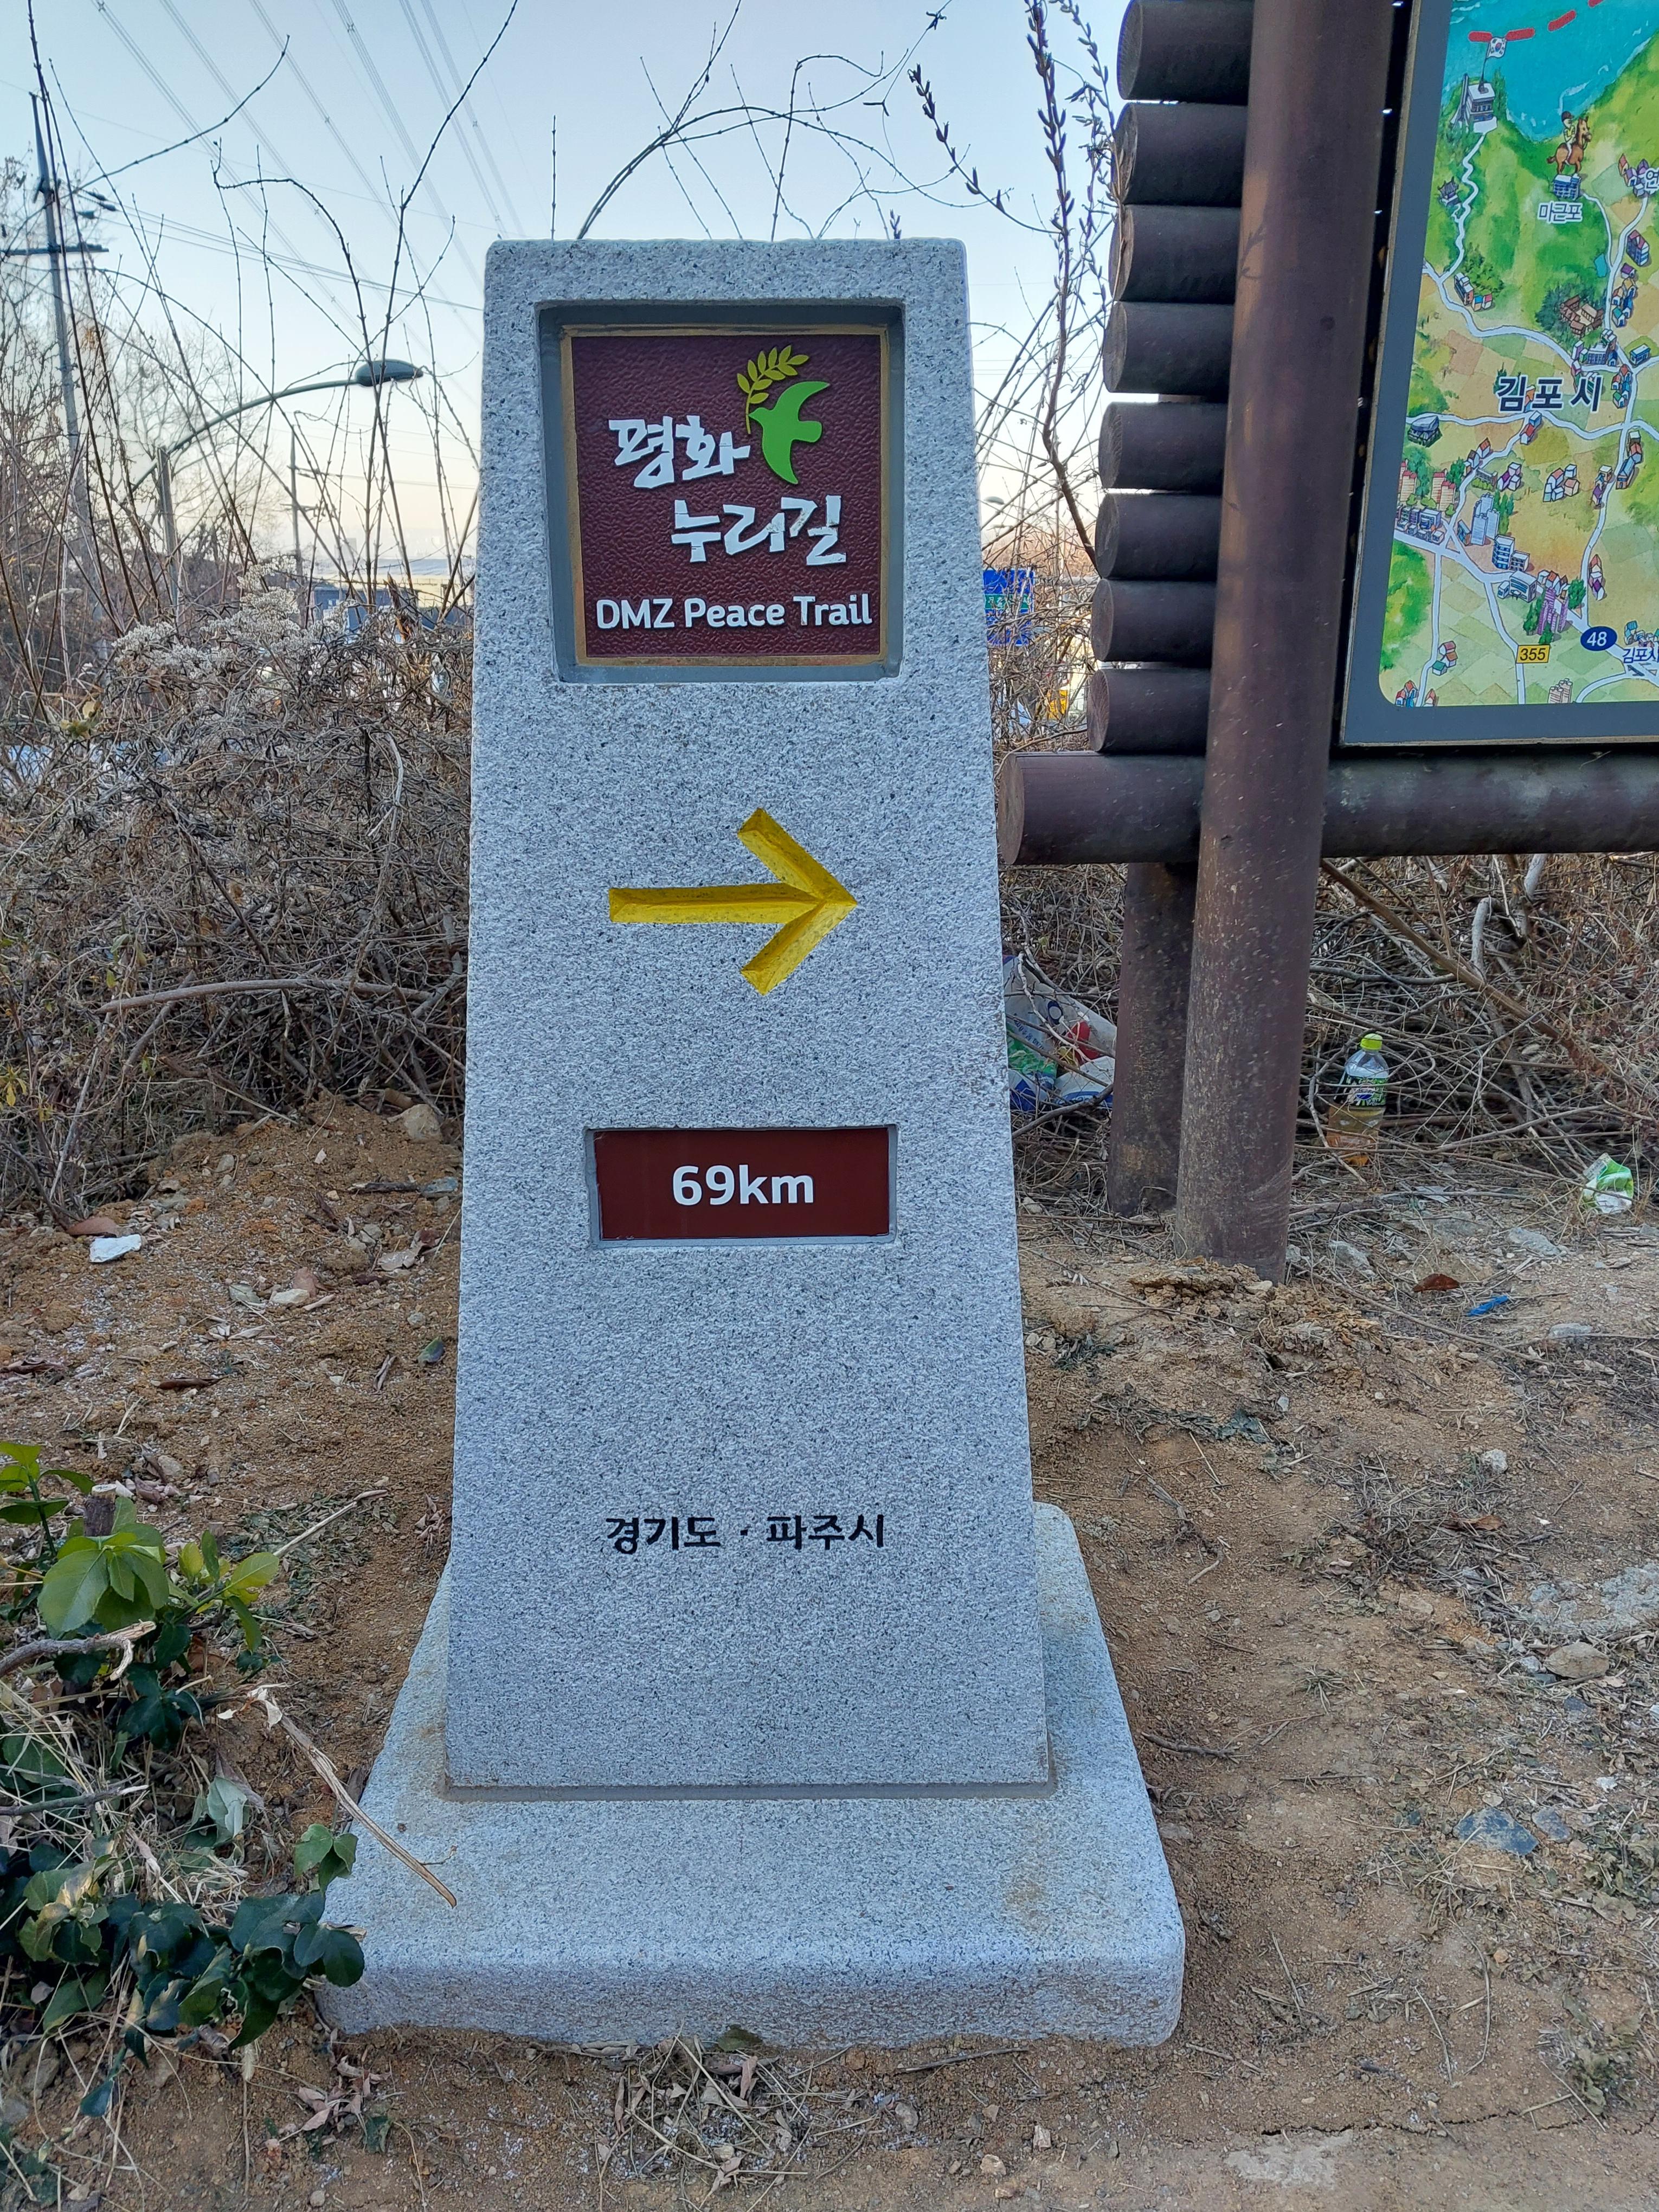 평화
누리길
DMZ Peace Trail
69km
경기도 · 파주시
마근포
김포시
48
355